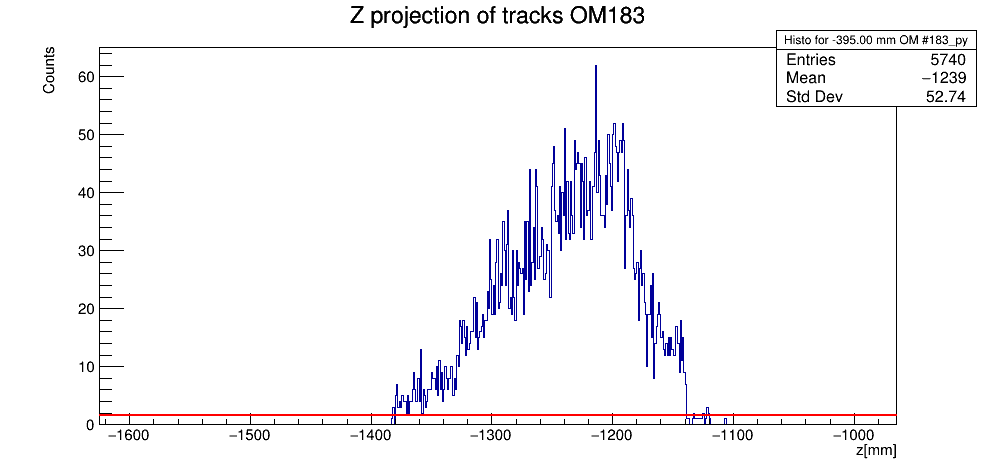 Z projection of tracks OM183
Histo for -395.00 mm OM #183_py
Entries 5740
Mean −1239
Std Dev 52.74
Counts
60
50
40
30
20
10
0
−1600 −1500 −1400 −1300 −1200 −1100 −1000
z[mm]